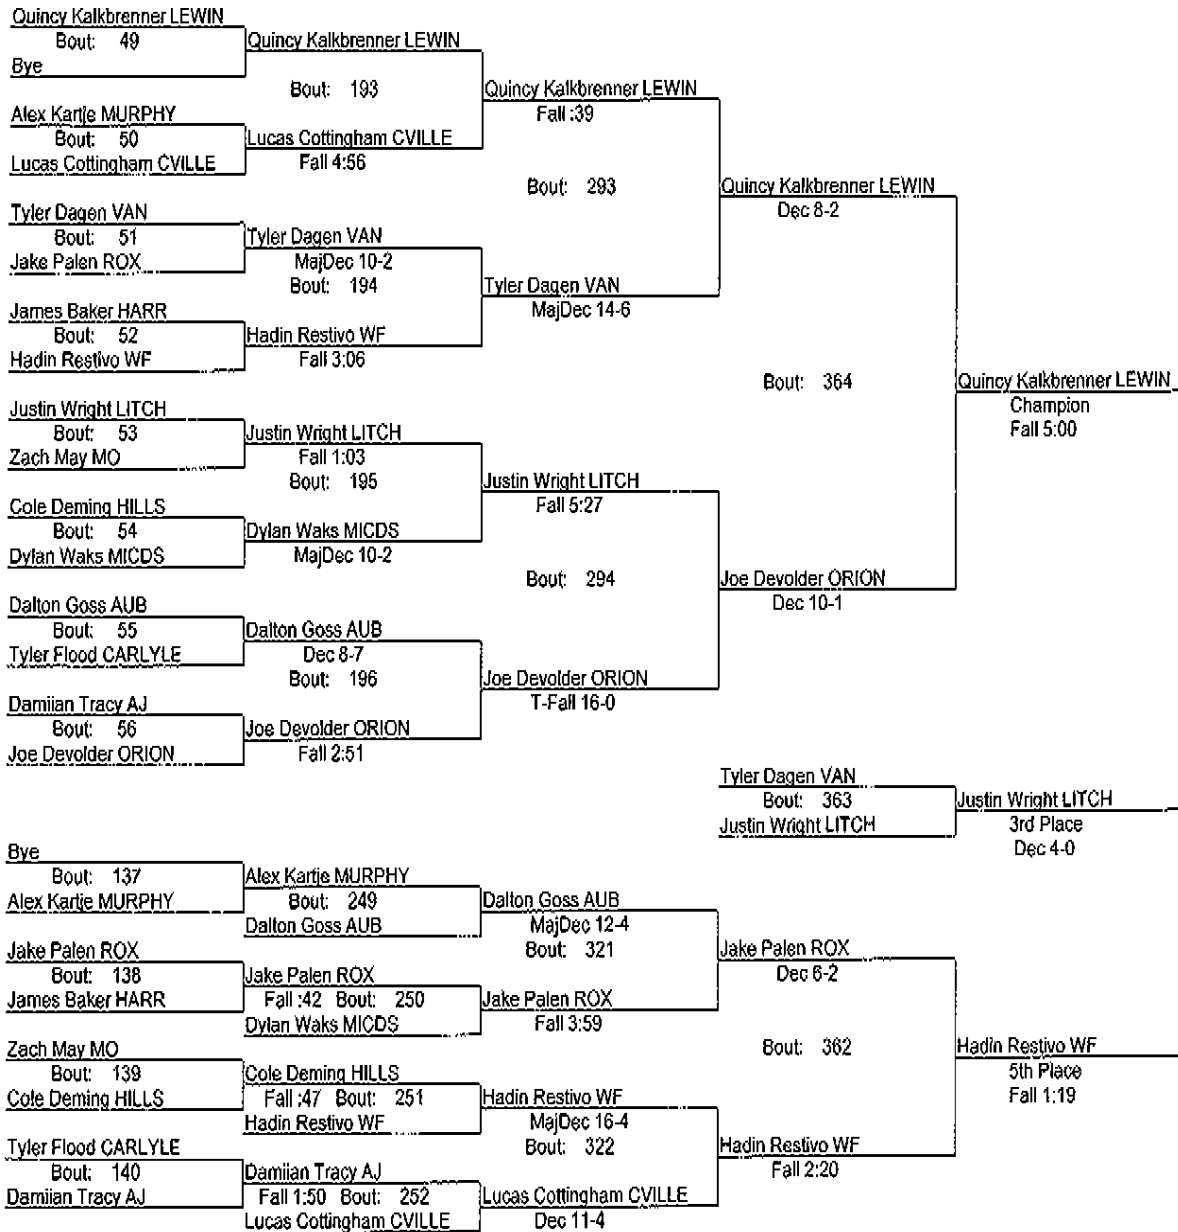 Quincy Kalkbrenner LEWIN
Bout: 49
Bye
Quincy Kalkbrenner LEWIN
Bout: 193
Alex Kartje MURPHY
Bout: 50
Lucas Cottingham CVILLE
Lucas Cottingham CVILLE
Fall 4:56
Quincy Kalkbrenner LEWIN
Fall :39
Bout: 293
Tyler Dagen VAN
Bout: 51
Jake Palen ROX
Tyler Dagen VAN
MajDec 10-2
Bout: 194
James Baker HARR
Bout: 52
Hadin Restivo WF
Hadin Restivo WF
Fall 3:06
Tyler Dagen VAN
MajDec 14-6
Quincy Kalkbrenner LEWIN
Dec 8-2
Bout: 364
Justin Wright LITCH
Bout: 53
Zach May MO
Justin Wright LITCH
Fall 1:03
Bout: 195
Cole Deming HILLS
Bout: 54
Dylan Waks MICDS
Dylan Waks MICDS
MajDec 10-2
Justin Wright LITCH
Fall 5:27
Bout: 294
Dalton Goss AUB
Bout: 55
Tyler Flood CARLYLE
Dalton Goss AUB
Dec 8-7
Bout: 196
Damiian Tracy AJ
Bout: 56
Joe Devolder ORION
Joe Devolder ORION
Fall 2:51
Joe Devolder ORION
T-Fall 16-0
Joe Devolder ORION
Dec 10-1
Quincy Kalkbrenner LEWIN
Champion
Fall 5:00
Tyler Dagen VAN
Bout: 363
Justin Wright LITCH
Justin Wright LITCH
3rd Place
Dec 4-0
Bye
Bout: 137
Alex Kartje MURPHY
Alex Kartje MURPHY
Bout: 249
Dalton Goss AUB
Dalton Goss AUB
MajDec 12-4
Bout: 321
Jake Palen ROX
Bout: 138
James Baker HARR
Jake Palen ROX
Fall :42 Bout: 250
Dylan Waks MICDS
Jake Palen ROX
Fall 3:59
Jake Palen ROX
Dec 6-2
Bout: 362
Zach May MO
Bout: 139
Cole Deming HILLS
Cole Deming HILLS
Fall :47 Bout: 251
Hadin Restivo WF
Hadin Restivo WF
MajDec 16-4
Bout: 322
Tyler Flood CARLYLE
Bout: 140
Damiian Tracy AJ
Damiian Tracy AJ
Fall 1:50 Bout: 252
Lucas Cottingham CVILLE
Lucas Cottingham CVILLE
Dec 11-4
Hadin Restivo WF
Fall 2:20
Hadin Restivo WF
5th Place
Fall 1:19